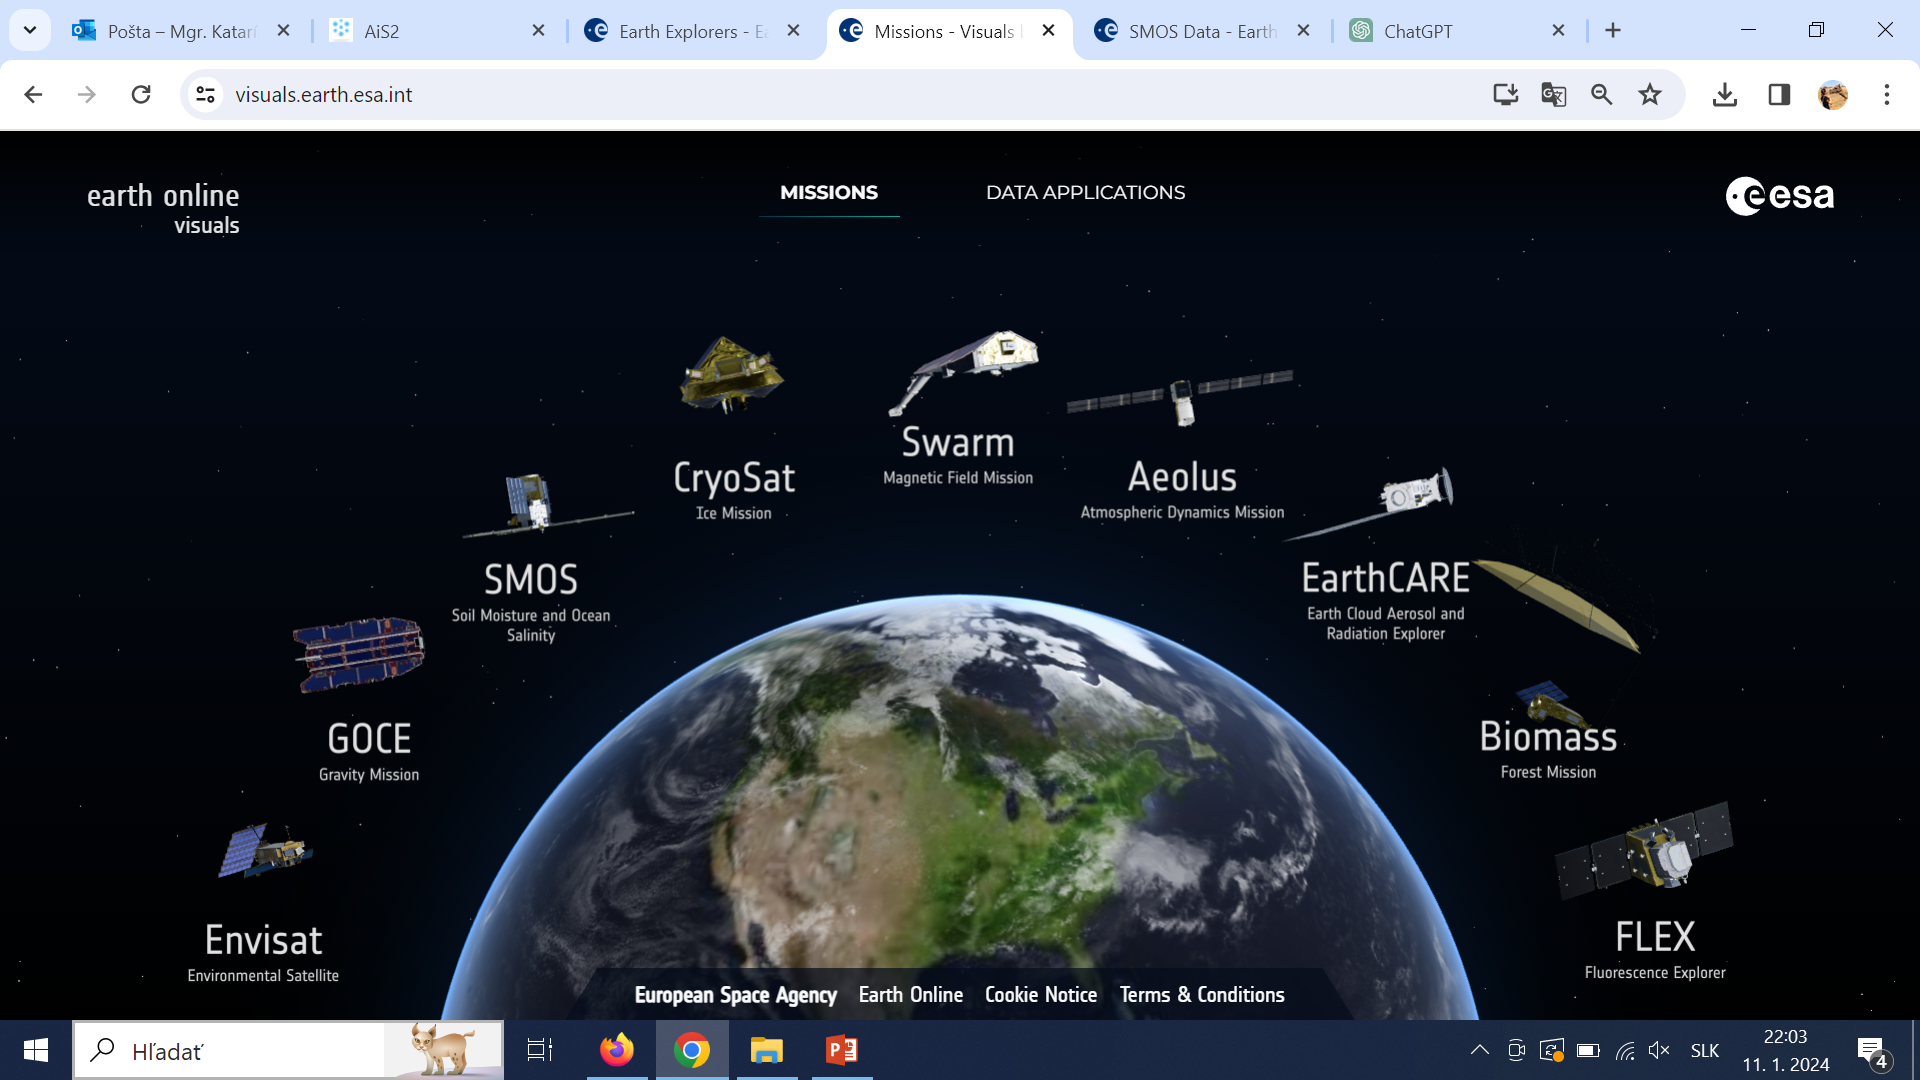 Pošta – Mgr. Katarí
AiS2
Earth Explorers - Ea
Missions - Visuals
SMOS Data - Earth
ChatGPT
visuals.earth.esa.int
earth online
visuals
MISSIONS
DATA APPLICATIONS
esa
Swarm
Magnetic Field Mission
CryoSat
Ice Mission
Aeolus
Atmospheric Dynamics Mission
SMOS
Soil Moisture and Ocean
Salinity
EarthCARE
Earth Cloud Aerosol and
Radiation Explorer
GOCE
Gravity Mission
Biomass
Forest Mission
Envisat
Environmental Satellite
FLEX
Fluorescence Explorer
European Space Agency Earth Online Cookie Notice Terms & Conditions
Hľadať
SLK
22:03
11. 1. 2024
4